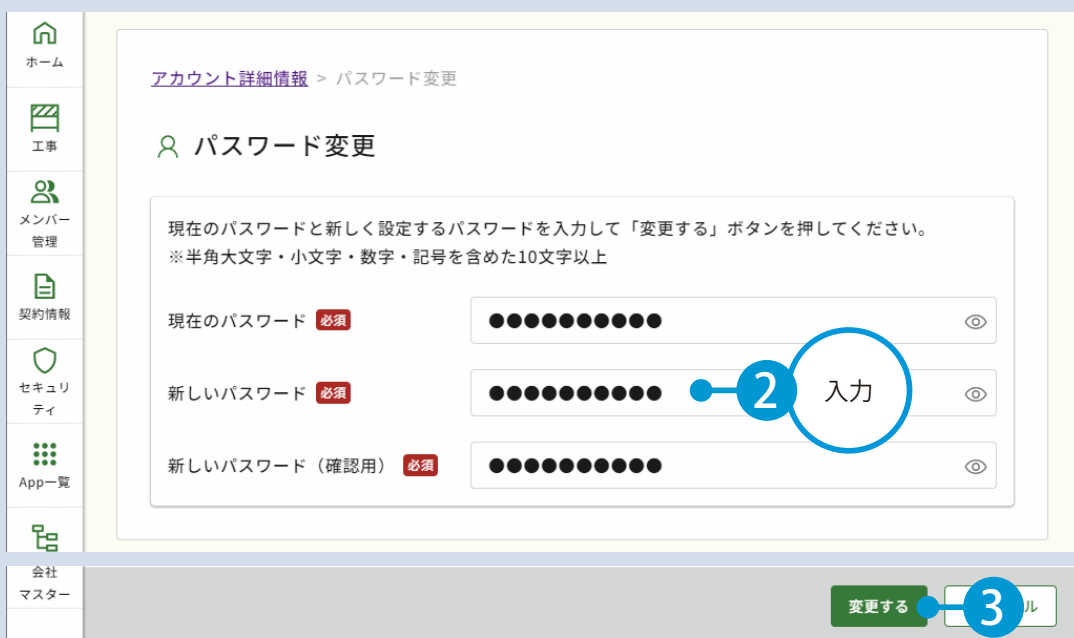 ホーム
工事
メンバー
管理
契約情報
セキュリ
ティ
App一覧
会社
マスター
アカウント詳細情報 > パスワード変更
パスワード変更
現在のパスワードと新しく設定するパスワードを入力して「変更する」ボタンを押してください。
※半角大文字・小文字・数字・記号を含めた10文字以上
現在のパスワード 必須 ●●●●●●●●●●
新しいパスワード 必須 ●●●●●●●●●● 2 入力
新しいパスワード（確認用） 必須 ●●●●●●●●●●
変更する 3 ル